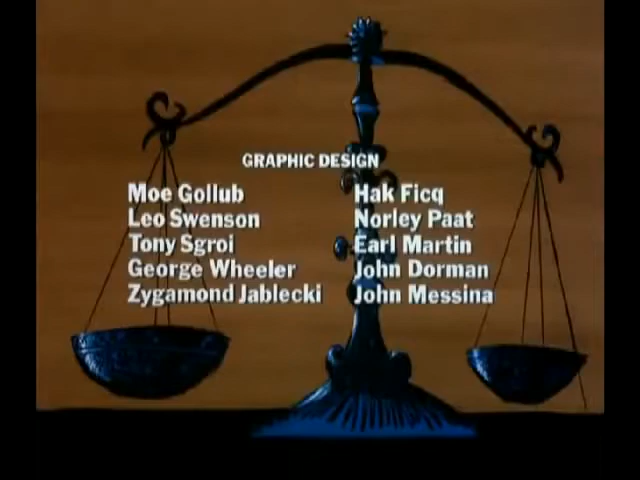 GRAPHIC DESIGN
Moe Gollub
Leo Swenson
Tony Sgroi
George Wheeler
Zygamond Jablecki
Hak Ficq
Norley Paat
Earl Martin
John Dorman
John Messina